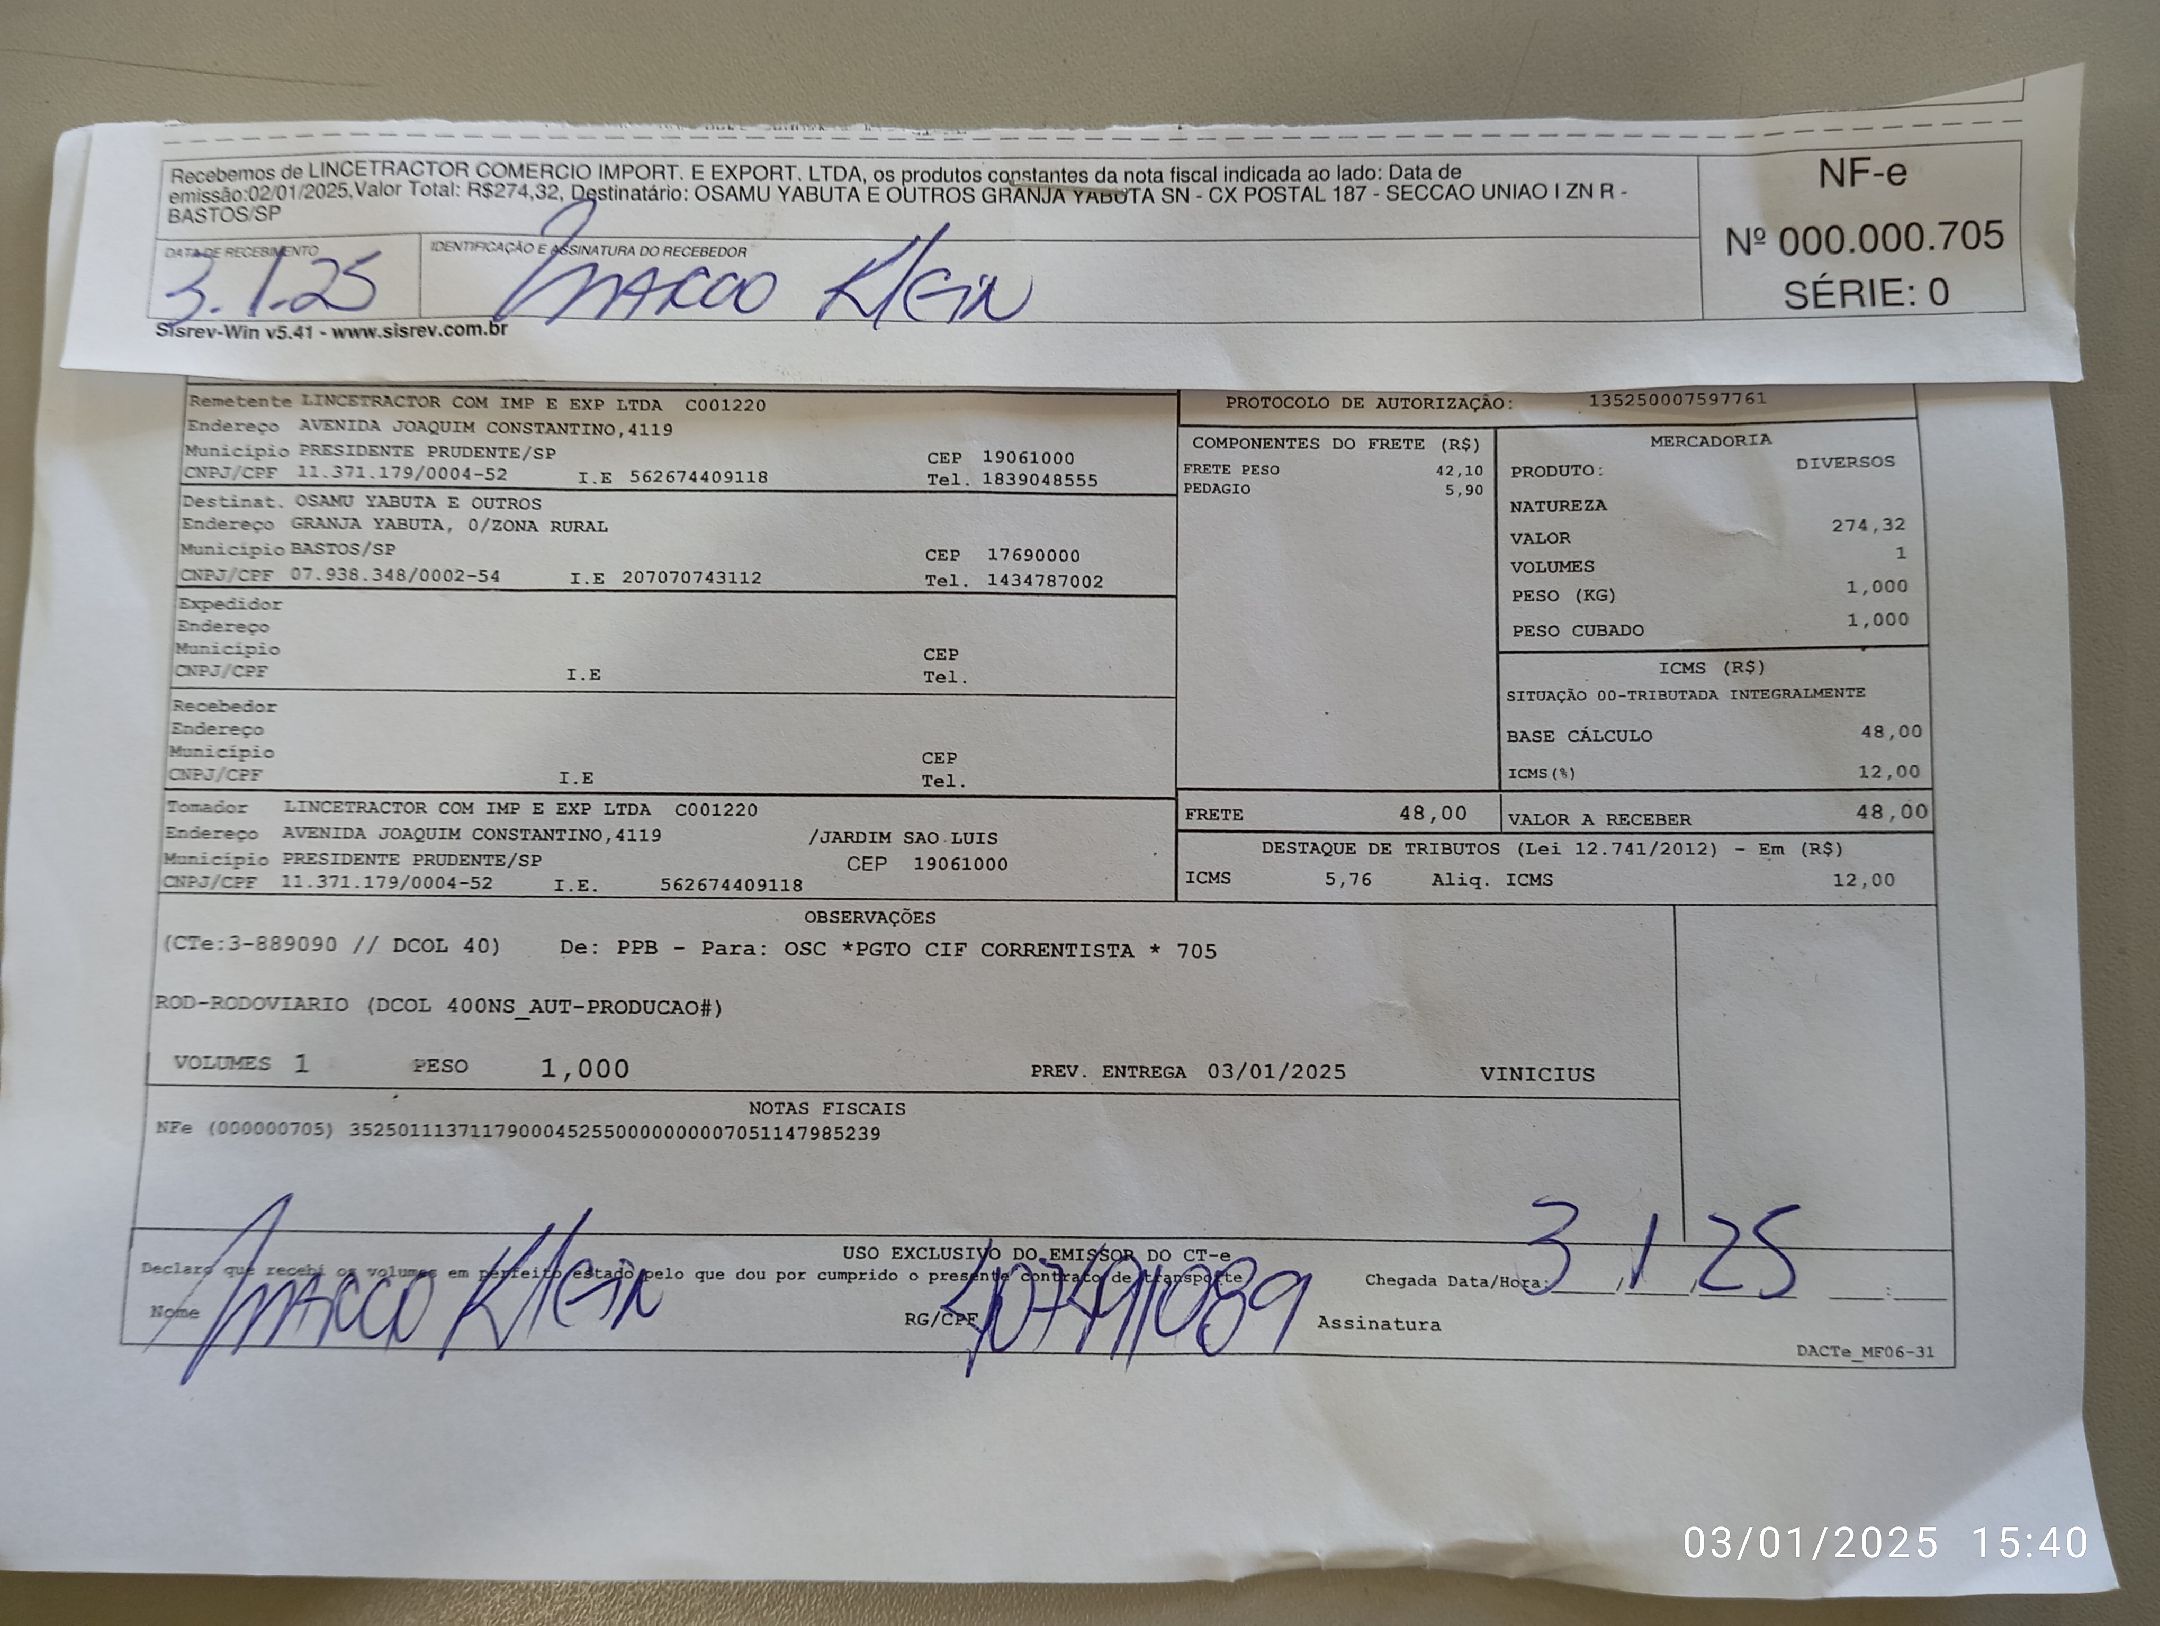 Recebemos de LINCETRACTOR COMERCIO IMPORT. E EXPORT. LTDA, os produtos constantes da nota fiscal indicada ao lado: Data de
emissão:02/01/2025,Valor Total: R$274,32, Destinatário: OSAMU YABUTA E OUTROS GRANJA YABUTA SN - CX POSTAL 187 - SECCAO UNIAO I ZN R -
BASTOS/SP
NF-e
Nº 000.000.705
SÉRIE: 0
DATA DE RECEBIMENTO
3.1.25
IDENTIFICAÇÃO E ASSINATURA DO RECEBEDOR
Marco Klein
Sisrev-Win v5.41 - www.sisrev.com.br
Remetente LINCETRACTOR COM IMP E EXP LTDA C001220
Endereço AVENIDA JOAQUIM CONSTANTINO,4119
Município PRESIDENTE PRUDENTE/SP CEP 19061000
CNPJ/CPF 11.371.179/0004-52 I.E 562674409118 Tel. 1839048555
Destinat. OSAMU YABUTA E OUTROS
Endereço GRANJA YABUTA, 0/ZONA RURAL
Município BASTOS/SP CEP 17690000
CNPJ/CPF 07.938.348/0002-54 I.E 207070743112 Tel. 1434787002
Expedidor
Endereço
Município CEP
CNPJ/CPF I.E Tel.
Recebedor
Endereço
Município CEP
CNPJ/CPF I.E Tel.
Tomador LINCETRACTOR COM IMP E EXP LTDA C001220
Endereço AVENIDA JOAQUIM CONSTANTINO,4119 /JARDIM SAO LUIS
Município PRESIDENTE PRUDENTE/SP CEP 19061000
CNPJ/CPF 11.371.179/0004-52 I.E. 562674409118
PROTOCOLO DE AUTORIZAÇÃO: 135250007597761
COMPONENTES DO FRETE (R$)
FRETE PESO 42,10
PEDAGIO 5,90
MERCADORIA
PRODUTO: DIVERSOS
NATUREZA
VALOR 274,32
VOLUMES 1
PESO (KG) 1,000
PESO CUBADO 1,000
ICMS (R$)
SITUAÇÃO 00-TRIBUTADA INTEGRALMENTE
BASE CÁLCULO 48,00
ICMS(%) 12,00
FRETE 48,00
VALOR A RECEBER 48,00
DESTAQUE DE TRIBUTOS (Lei 12.741/2012) - Em (R$)
ICMS 5,76 Aliq. ICMS 12,00
OBSERVAÇÕES
(CTe:3-889090 // DCOL 40) De: PPB - Para: OSC *PGTO CIF CORRENTISTA * 705
ROD-RODOVIARIO (DCOL 400NS_AUT-PRODUCAO#)
VOLUMES 1 PESO 1,000 PREV. ENTREGA 03/01/2025 VINICIUS
NOTAS FISCAIS
NFe (000000705) 35250111371179000452550000000007051147985239
USO EXCLUSIVO DO EMISSOR DO CT-e
Declaro que recebi os volumes em perfeito estado pelo que dou por cumprido o presente contrato de transporte
Chegada Data/Hora: 3/1/25 :
Nome Marco Klein RG/CPF 407491089 Assinatura
DACTe_MF06-31
03/01/2025 15:40